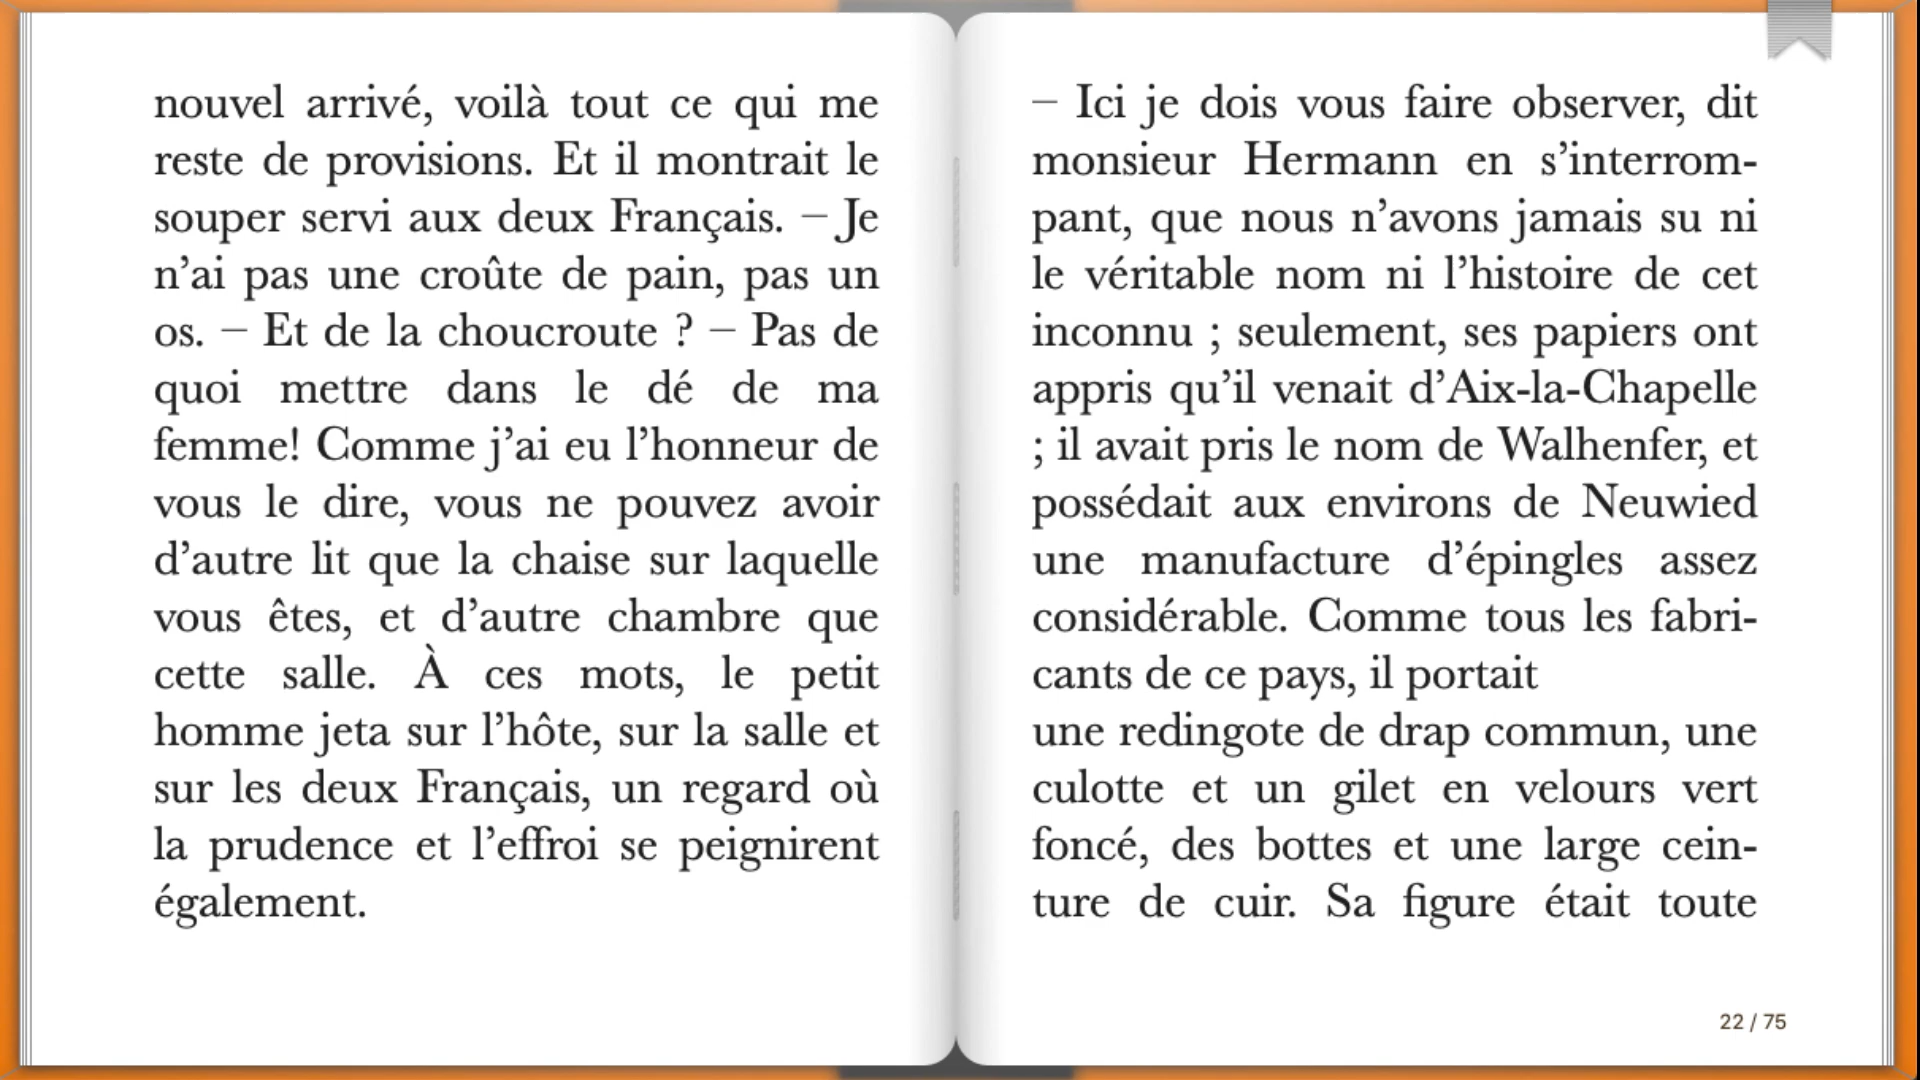 nouvel arrivé, voilà tout ce qui me
reste de provisions. Et il montrait le
souper servi aux deux Français. – Je
n’ai pas une croûte de pain, pas un
os. – Et de la choucroute ? – Pas de
quoi mettre dans le dé de ma
femme! Comme j’ai eu l’honneur de
vous le dire, vous ne pouvez avoir
d’autre lit que la chaise sur laquelle
vous êtes, et d’autre chambre que
cette salle. À ces mots, le petit
homme jeta sur l’hôte, sur la salle et
sur les deux Français, un regard où
la prudence et l’effroi se peignirent
également.
– Ici je dois vous faire observer, dit
monsieur Hermann en s’interrom-
pant, que nous n’avons jamais su ni
le véritable nom ni l’histoire de cet
inconnu ; seulement, ses papiers ont
appris qu’il venait d’Aix-la-Chapelle
; il avait pris le nom de Walhenfer, et
possédait aux environs de Neuwied
une manufacture d’épingles assez
considérable. Comme tous les fabri-
cants de ce pays, il portait
une redingote de drap commun, une
culotte et un gilet en velours vert
foncé, des bottes et une large cein-
ture de cuir. Sa figure était toute
22 / 75